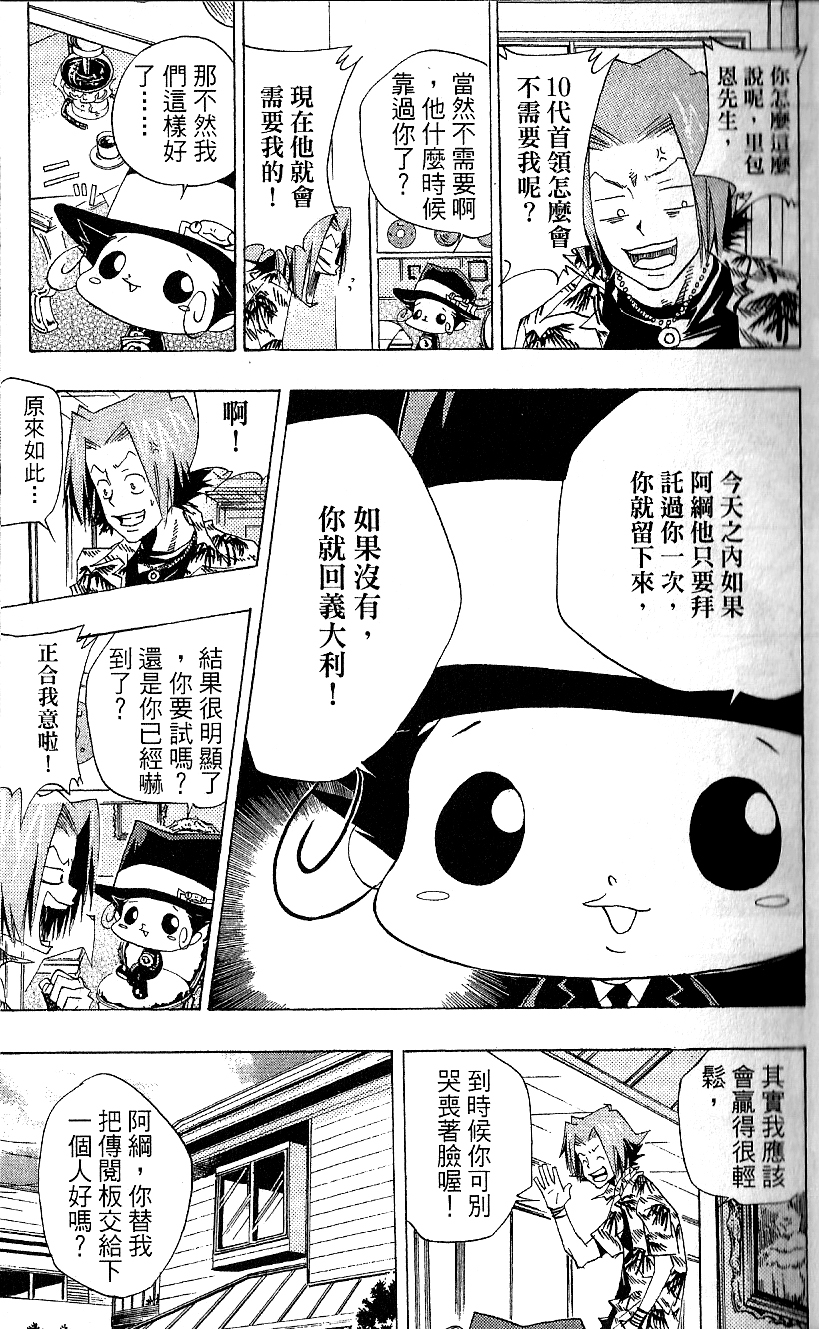 你怎麼這麼
說呢，里包
恩先生，
10代首領怎麼會
不需要我呢？
當然不需要啊
，他什麼時候
靠過你了？
現在他就會
需要我的！
那不然我
們這樣好
了……
今天之內如果
阿綱他只要拜
託過你一次，
你就留下來，
如果沒有，
你就回義大利！
啊！
原來如此…
結果很明顯了
，你要試嗎？
還是你已經嚇
到了？
正合我意啦！
其實我應該
會贏得很輕
鬆，
到時候你可別
哭喪著臉喔！
阿綱，你替我
把傳閱板交給下
一個人好嗎？